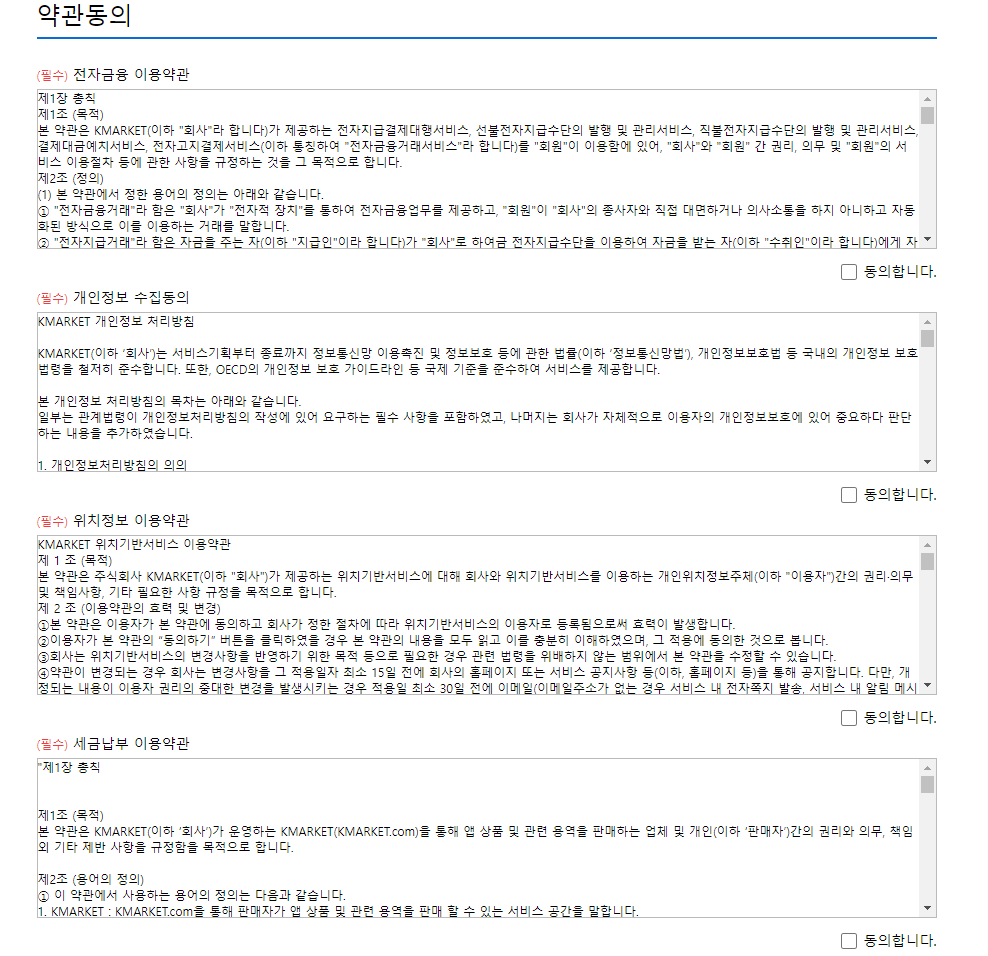 약관동의
(필수) 전자금융 이용약관
제1장 총칙
제1조 (목적)
본 약관은 KMARKET(이하 "회사"라 합니다)가 제공하는 전자지급결제대행서비스, 선불전자지급수단의 발행 및 관리서비스, 직불전자지급수단의 발행 및 관리서비스,
결제대금예치서비스, 전자고지결제서비스(이하 통칭하여 "전자금융거래서비스"라 합니다)를 "회원"이 이용함에 있어, "회사"와 "회원" 간 권리, 의무 및 "회원"의 서
비스 이용절차 등에 관한 사항을 규정하는 것을 그 목적으로 합니다.
제2조 (정의)
(1) 본 약관에서 정한 용어의 정의는 아래와 같습니다.
① "전자금융거래"라 함은 "회사"가 "전자적 장치"를 통하여 전자금융업무를 제공하고, "회원"이 "회사"의 종사자와 직접 대면하거나 의사소통을 하지 아니하고 자동
화된 방식으로 이를 이용하는 거래를 말합니다.
② "전자지급거래"라 함은 자금을 주는 자(이하 "지급인"이라 합니다)가 "회사"로 하여금 전자지급수단을 이용하여 자금을 받는 자(이하 "수취인"이라 합니다)에게 자
동의합니다.
(필수) 개인정보 수집동의
KMARKET 개인정보 처리방침
KMARKET(이하 '회사')는 서비스기획부터 종료까지 정보통신망 이용촉진 및 정보보호 등에 관한 법률(이하 '정보통신망법'), 개인정보보호법 등 국내의 개인정보 보호
법령을 철저히 준수합니다. 또한, OECD의 개인정보 보호 가이드라인 등 국제 기준을 준수하여 서비스를 제공합니다.
본 개인정보 처리방침의 목차는 아래와 같습니다.
일부는 관계법령이 개인정보처리방침의 작성에 있어 요구하는 필수 사항을 포함하였고, 나머지는 회사가 자체적으로 이용자의 개인정보보호에 있어 중요하다 판단
하는 내용을 추가하였습니다.
1. 개인정보처리방침의 의의
동의합니다.
(필수) 위치정보 이용약관
KMARKET 위치기반서비스 이용약관
제 1 조 (목적)
본 약관은 주식회사 KMARKET(이하 "회사")가 제공하는 위치기반서비스에 대해 회사와 위치기반서비스를 이용하는 개인위치정보주체(이하 "이용자")간의 권리·의무
및 책임사항, 기타 필요한 사항 규정을 목적으로 합니다.
제 2 조 (이용약관의 효력 및 변경)
①본 약관은 이용자가 본 약관에 동의하고 회사가 정한 절차에 따라 위치기반서비스의 이용자로 등록됨으로써 효력이 발생합니다.
②이용자가 본 약관의 "동의하기" 버튼을 클릭하였을 경우 본 약관의 내용을 모두 읽고 이를 충분히 이해하였으며, 그 적용에 동의한 것으로 봅니다.
③회사는 위치기반서비스의 변경사항을 반영하기 위한 목적 등으로 필요한 경우 관련 법령을 위배하지 않는 범위에서 본 약관을 수정할 수 있습니다.
④약관이 변경되는 경우 회사는 변경사항을 그 적용일자 최소 15일 전에 회사의 홈페이지 또는 서비스 공지사항 등(이하, 홈페이지 등)을 통해 공지합니다. 다만, 개
정되는 내용이 이용자 권리의 중대한 변경을 발생시키는 경우 적용일 최소 30일 전에 이메일(이메일주소가 없는 경우 서비스 내 전자쪽지 발송, 서비스 내 알림 메시
동의합니다.
(필수) 세금납부 이용약관
"제1장 총칙
제1조 (목적)
본 약관은 KMARKET(이하 '회사')가 운영하는 KMARKET(KMARKET.com)을 통해 앱 상품 및 관련 용역을 판매하는 업체 및 개인(이하 '판매자')간의 권리와 의무, 책임
외 기타 제반 사항을 규정함을 목적으로 합니다.
제2조 (용어의 정의)
① 이 약관에서 사용하는 용어의 정의는 다음과 같습니다.
1. KMARKET : KMARKET.com을 통해 판매자가 앱 상품 및 관련 용역을 판매 할 수 있는 서비스 공간을 말합니다.
동의합니다.